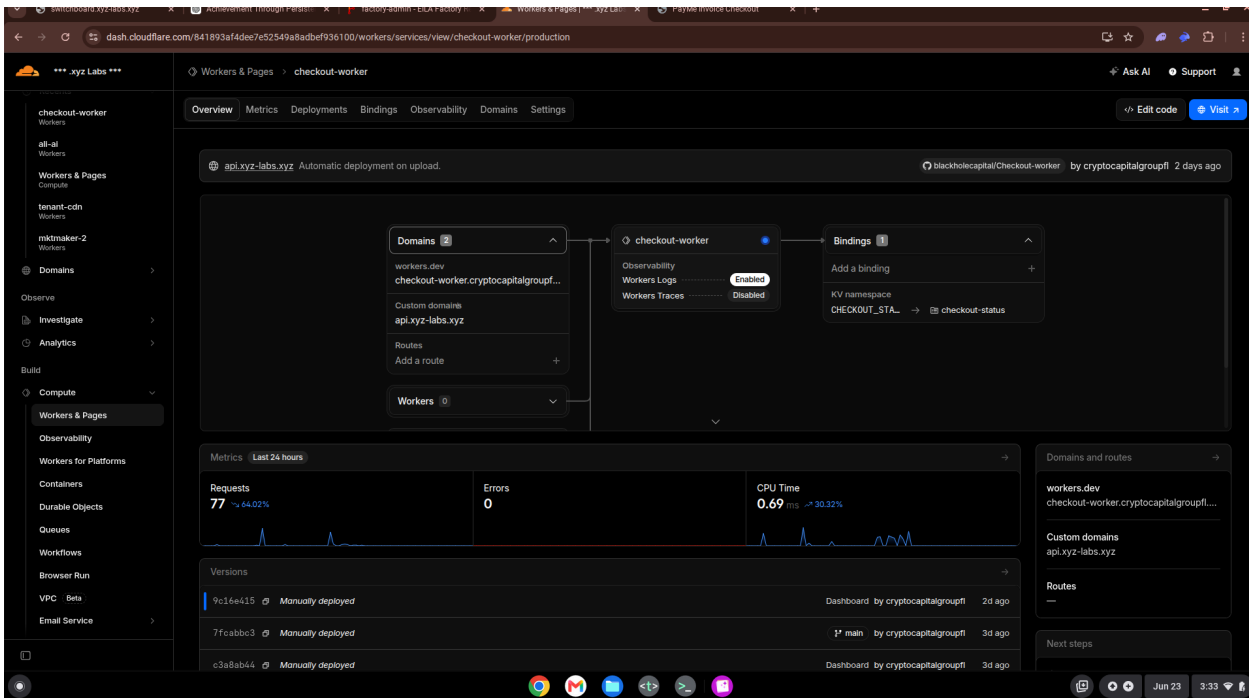 switchboard.xyz-labs.xyz
Achievement Through Persist
factory-admin - EILA Factory R
Workers & Pages | *** .xyz Lab
PayMe Invoice Checkout
dash.cloudflare.com/841893af4dee7e52549a8adbef936100/workers/services/view/checkout-worker/production
*** .xyz Labs ***
Workers & Pages > checkout-worker
Ask AI
Support
checkout-worker
Workers
Overview
Metrics
Deployments
Bindings
Observability
Domains
Settings
Edit code
Visit
Workers
Workers & Pages
Compute
tenant-cdn
Workers
mktmaker-2
Workers
Domains
Observe
Investigate
Analytics
Build
Compute
Workers & Pages
Observability
Workers for Platforms
Containers
Durable Objects
Queues
Workflows
Browser Run
VPC Beta
Email Service
api.xyz-labs.xyz Automatic deployment on upload.
blackholecapital/Checkout-worker by cryptocapitalgroupfl 2 days ago
Domains 2
workers.dev
checkout-worker.cryptocapitalgroupf...
Custom domains
api.xyz-labs.xyz
Routes
Add a route
Workers 0
checkout-worker
Observability
Workers Logs Enabled
Workers Traces Disabled
Bindings 1
Add a binding
KV namespace
CHECKOUT_STA… → checkout-status
Metrics Last 24 hours
Requests
77 64.02%
Errors
0
CPU Time
0.69 ms 30.32%
Versions
9c16e415 Manually deployed
Dashboard by cryptocapitalgroupfl 2d ago
7fcabbc3 Manually deployed
main by cryptocapitalgroupfl 3d ago
c3a8ab44 Manually deployed
Dashboard by cryptocapitalgroupfl 3d ago
Domains and routes
workers.dev
checkout-worker.cryptocapitalgroupfl....
Custom domains
api.xyz-labs.xyz
Routes
—
Next steps
Jun 23
3:33